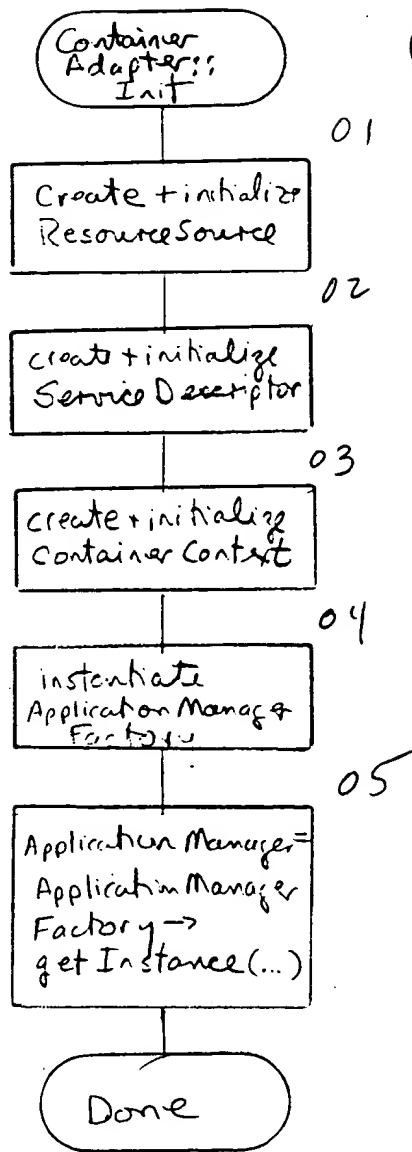 Container
Adapter::
Init
01
Create + initialize
ResourceSource
02
create + initialize
Service Descriptor
03
create + initialize
Container Context
04
instantiate
Application Manager
Factory
05
Application Manager =
Application Manager
Factory →
get Instance (...)
Done